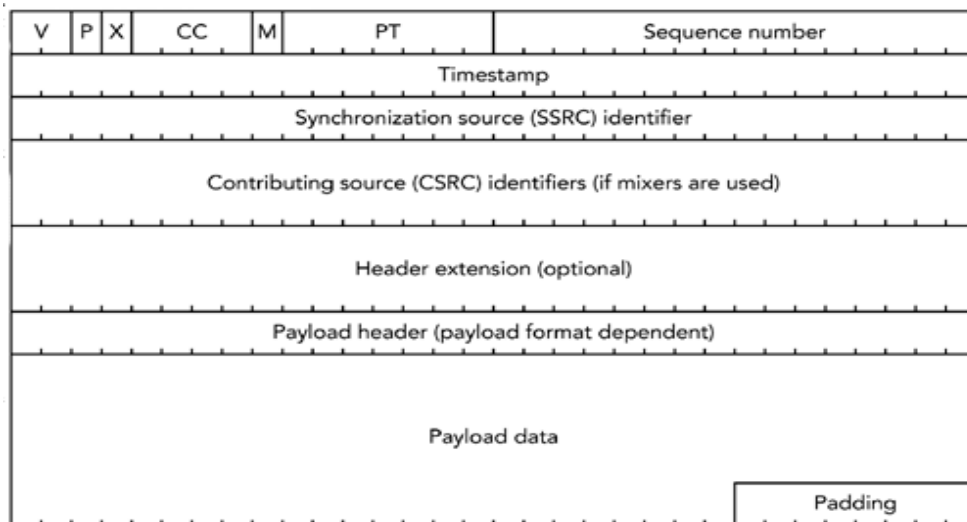 V P X CC M PT Sequence number
Timestamp
Synchronization source (SSRC) identifier
Contributing source (CSRC) identifiers (if mixers are used)
Header extension (optional)
Payload header (payload format dependent)
Payload data
Padding